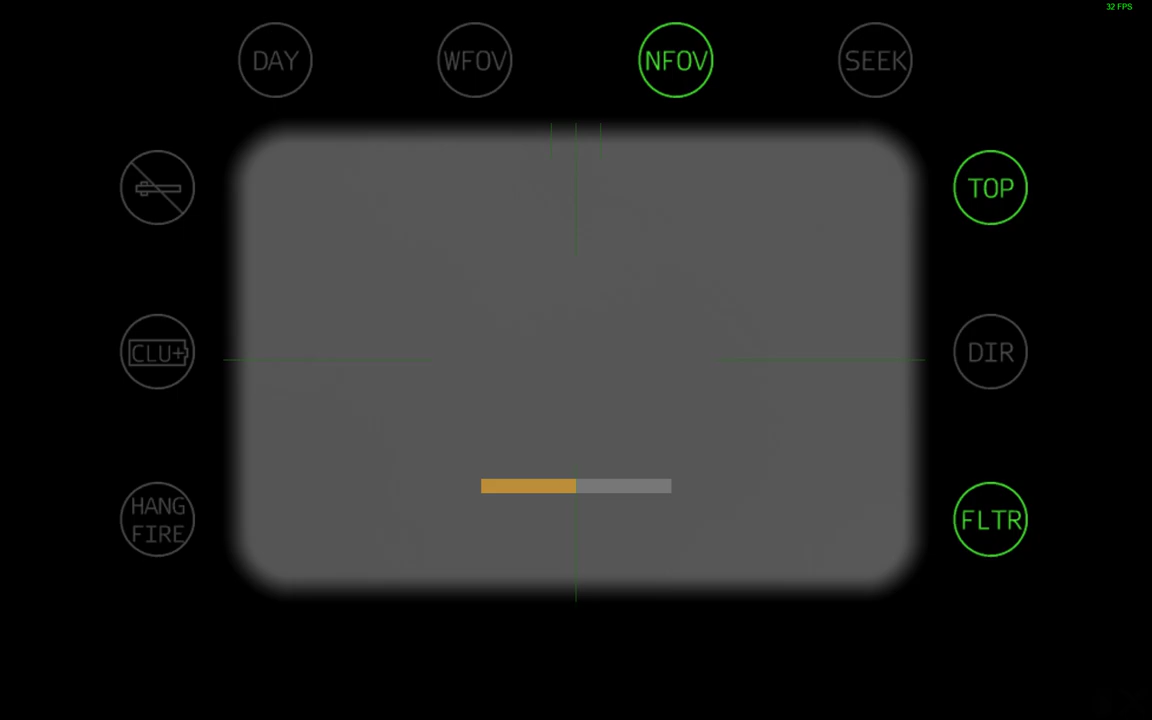 32 FPS
DAY
WFOV
NFOV
SEEK
TOP
CLU+
DIR
HANG
FIRE
FLTR